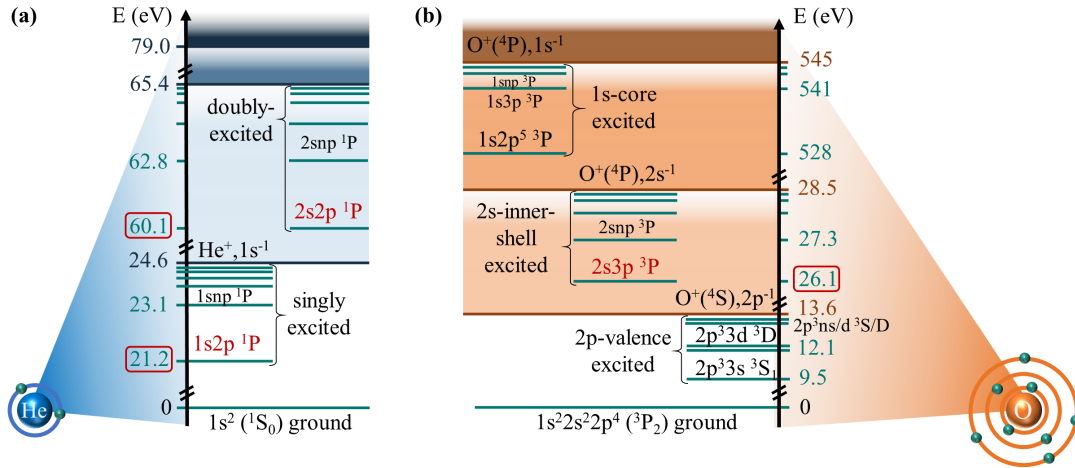 (a)
E (eV)
79.0
65.4
doubly-
excited
2snp ¹P
62.8
2s2p ¹P
60.1
He⁺,1s⁻¹
24.6
1snp ¹P
23.1
singly
excited
1s2p ¹P
21.2
He
0
1s² (¹S₀) ground
(b)
E (eV)
O⁺(⁴P),1s⁻¹
545
1snp ³P
541
1s3p ³P
1s-core
excited
1s2p⁵ ³P
528
O⁺(⁴P),2s⁻¹
28.5
2s-inner-
shell
excited
2snp ³P
27.3
2s3p ³P
26.1
O⁺(⁴S),2p⁻¹
13.6
2p³ns/d ³S/D
2p-valence
excited
2p³3d ³D
12.1
2p³3s ³S₁
9.5
0
O
1s²2s²2p⁴ (³P₂) ground